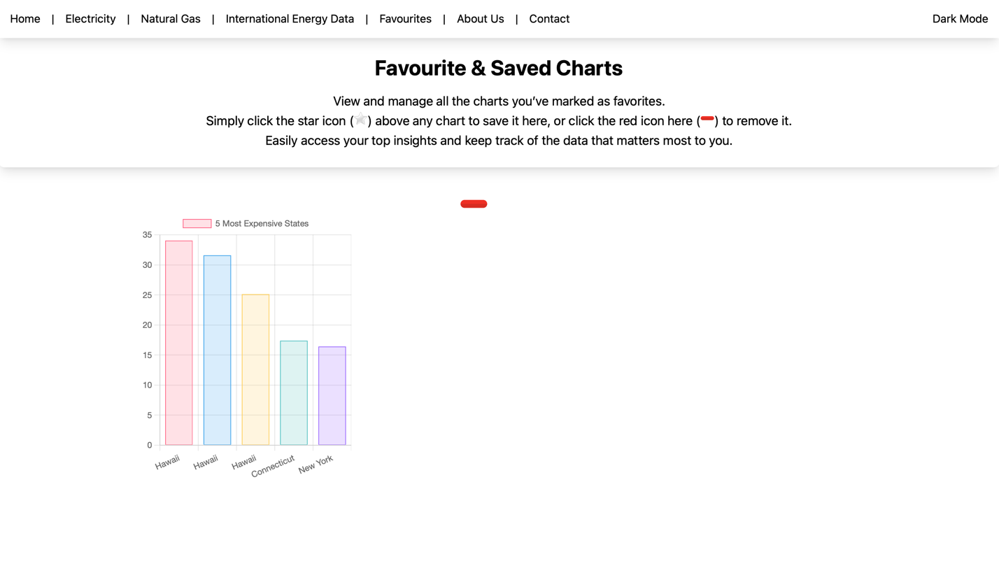 Home | Electricity | Natural Gas | International Energy Data | Favourites | About Us | Contact Dark Mode
Favourite & Saved Charts
View and manage all the charts you’ve marked as favorites.
Simply click the star icon (⭐) above any chart to save it here, or click the red icon here (➖) to remove it.
Easily access your top insights and keep track of the data that matters most to you.
5 Most Expensive States
35
30
25
20
15
10
5
0
Hawaii Hawaii Hawaii Connecticut New York